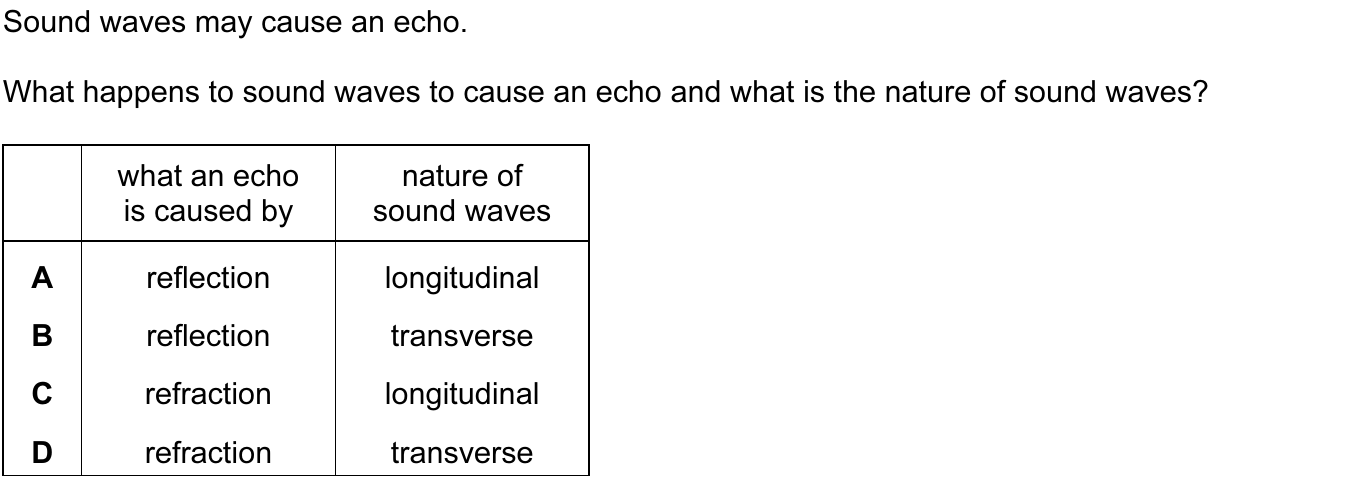 Sound waves may cause an echo.
What happens to sound waves to cause an echo and what is the nature of sound waves?
what an echo is caused by nature of sound waves
A reflection longitudinal
B reflection transverse
C refraction longitudinal
D refraction transverse